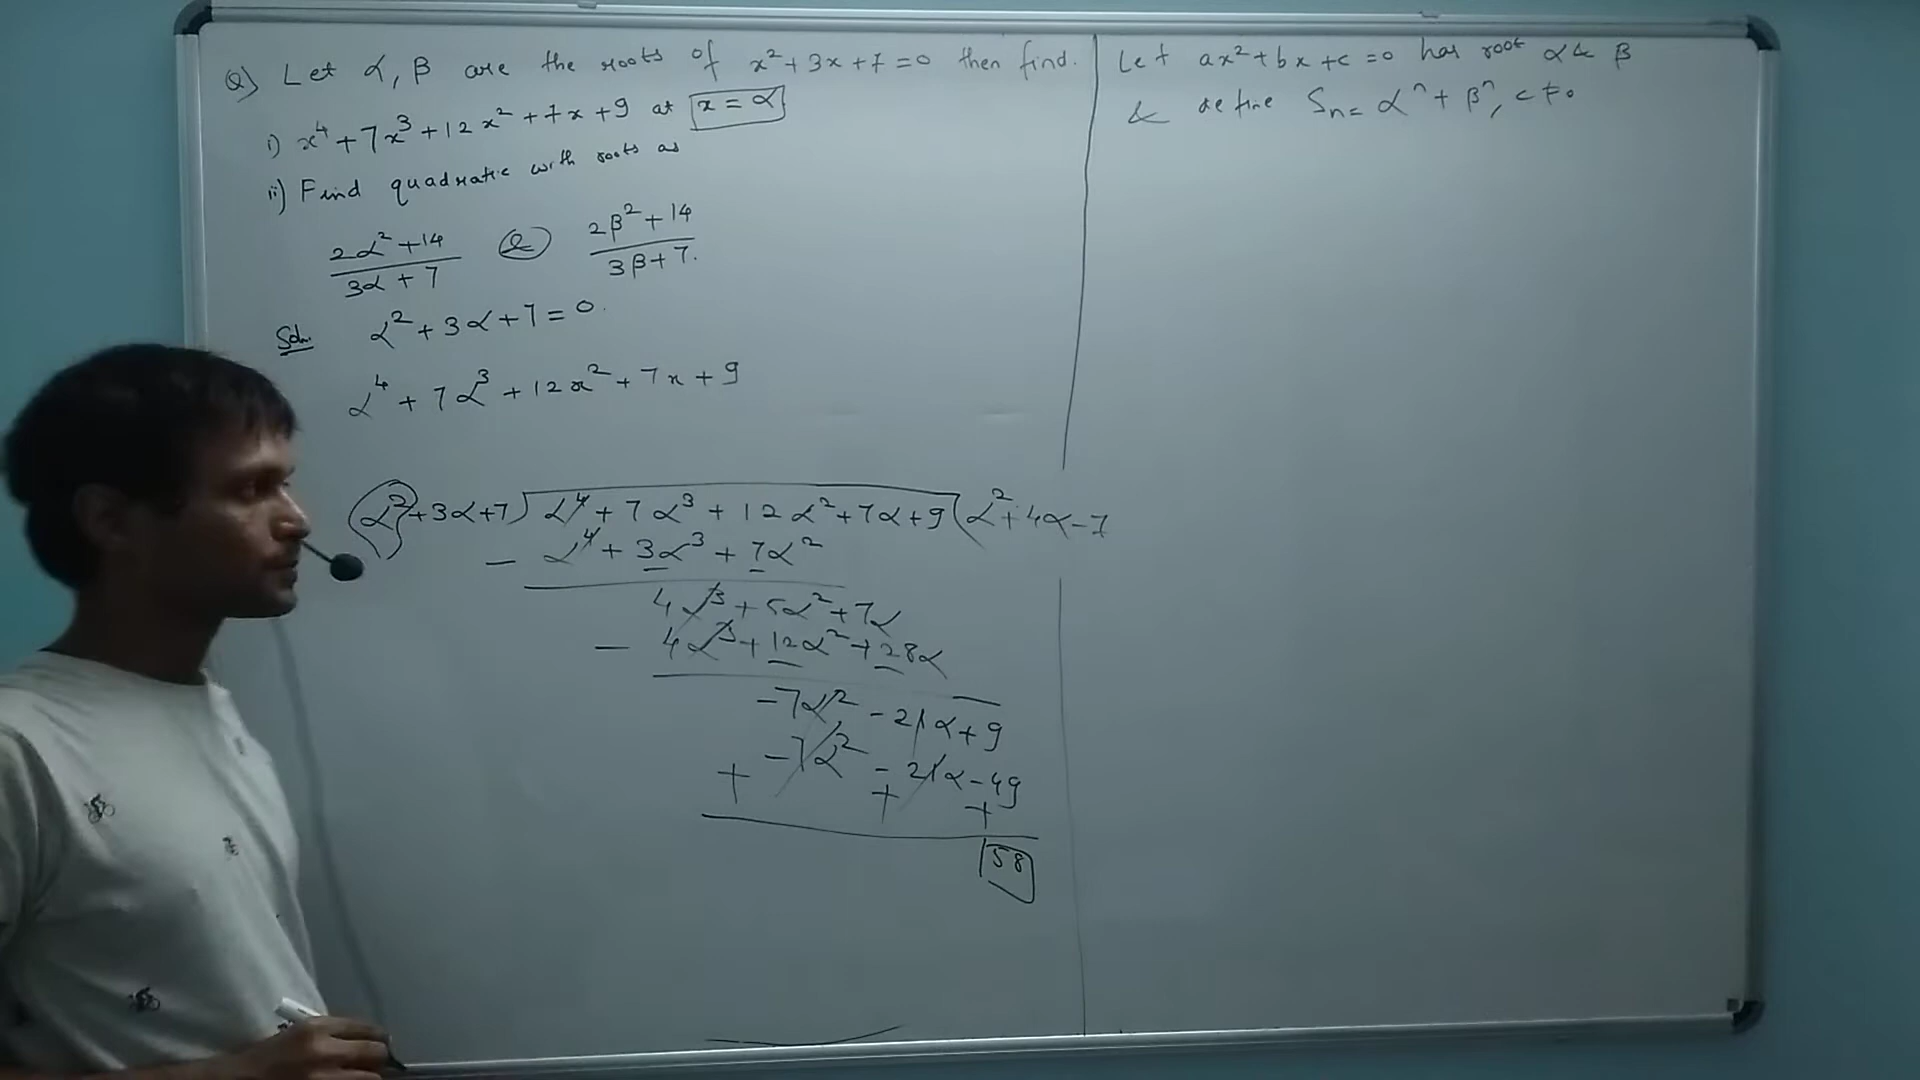 Q) Let α, β are the roots of x² + 3x + 7 = 0 then find.
i) x⁴ + 7x³ + 12x² + 7x + 9 at x = α
ii) Find quadratic with roots as
2α² + 14 / 3α + 7 & 2β² + 14 / 3β + 7.
Soln. α² + 3α + 7 = 0.
α⁴ + 7α³ + 12α² + 7x + 9
α² + 3α + 7 ) α⁴ + 7α³ + 12α² + 7α + 9 ( α² + 4α - 7
- α⁴ + 3α³ + 7α²
4α³ + 5α² + 7α
- 4α³ + 12α² + 28α
-7α² - 21α + 9
-7α² - 21α - 49
+ + +
58
Let ax² + bx + c = 0 has root α & β
& define Sn = αⁿ + βⁿ, c ≠ 0